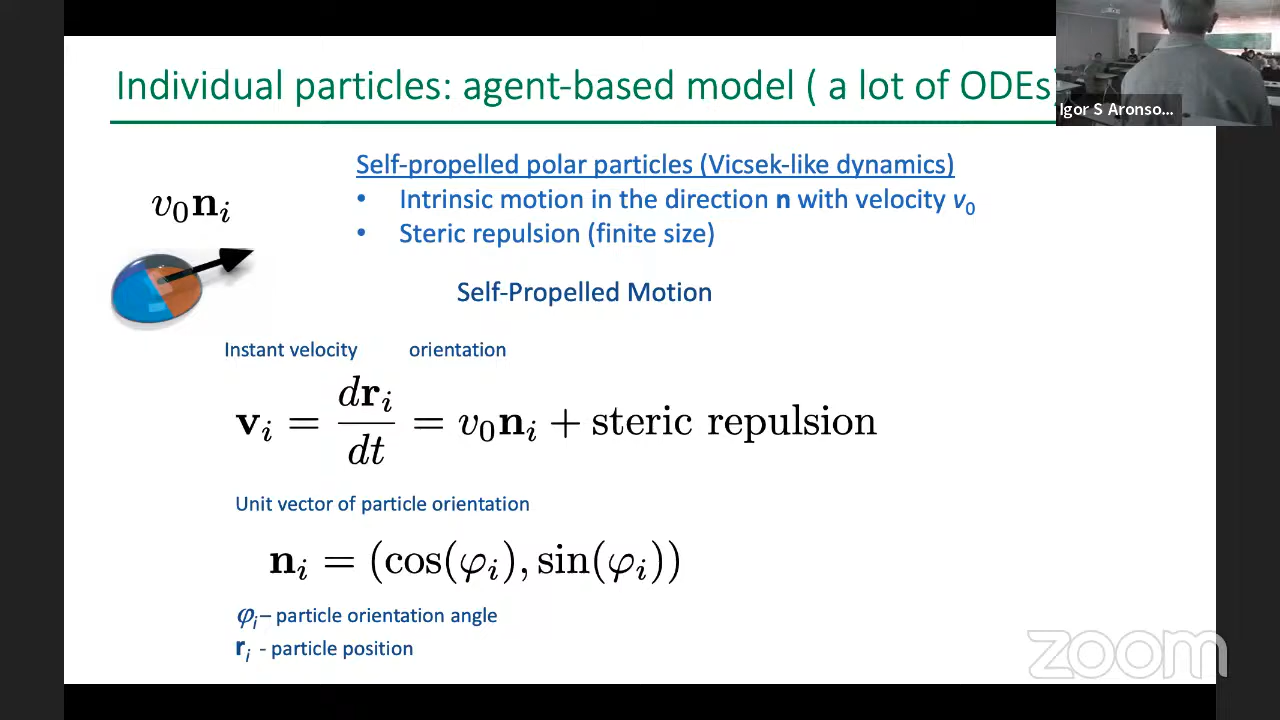 Individual particles: agent-based model ( a lot of ODEs)
Igor S Aronso...
Self-propelled polar particles (Vicsek-like dynamics)
• Intrinsic motion in the direction n with velocity v₀
• Steric repulsion (finite size)
v₀nᵢ
Self-Propelled Motion
Instant velocity orientation
vᵢ = drᵢ/dt = v₀nᵢ + steric repulsion
Unit vector of particle orientation
nᵢ = (cos(φᵢ), sin(φᵢ))
φᵢ – particle orientation angle
rᵢ - particle position
zoom